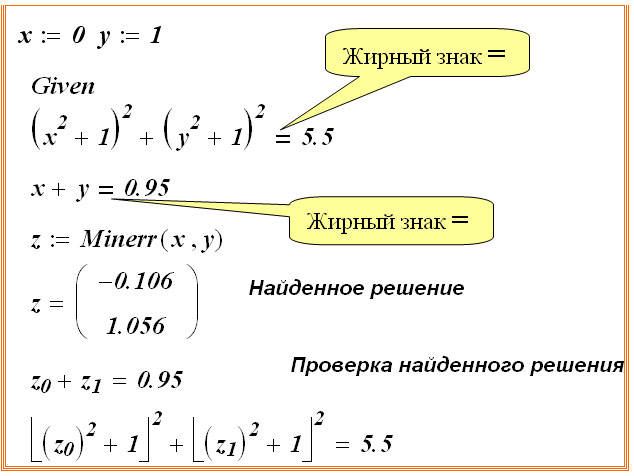 x := 0 y := 1
Жирный знак =
Given
(x² + 1)² + (y² + 1)² = 5.5
x + y = 0.95
Жирный знак =
z := Minerr(x , y)
z = ( −0.106
1.056 )
Найденное решение
Проверка найденного решения
z₀ + z₁ = 0.95
⌊(z₀)² + 1⌋² + ⌊(z₁)² + 1⌋² = 5.5